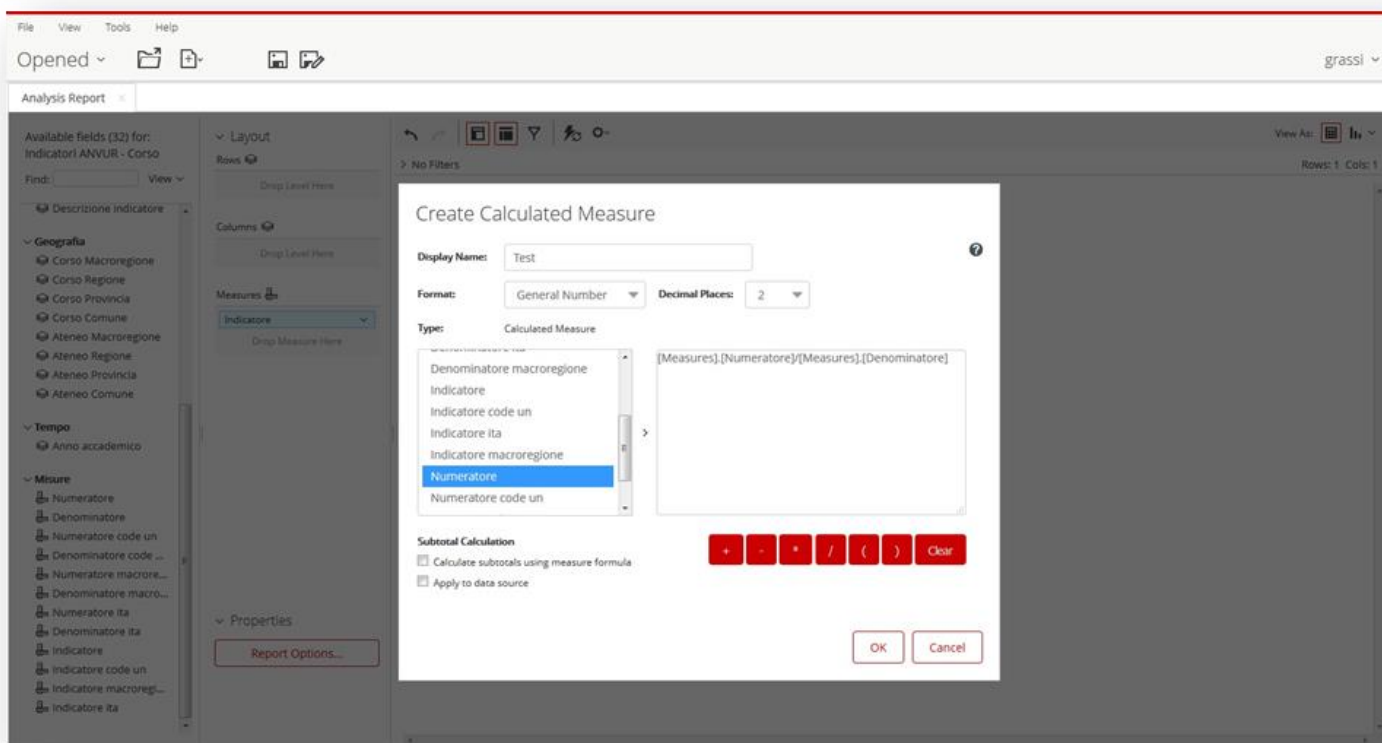 File View Tools Help
Opened
grassi
Analysis Report ×
Available fields (32) for:
Indicatori ANVUR - Corso
Find:
View
Descrizione indicatore
Geografia
Corso Macroregione
Corso Regione
Corso Provincia
Corso Comune
Ateneo Macroregione
Ateneo Regione
Ateneo Provincia
Ateneo Comune
Tempo
Anno accademico
Misure
Numeratore
Denominatore
Numeratore code un
Denominatore code ...
Numeratore macrore...
Denominatore macro...
Numeratore ita
Denominatore ita
Indicatore
Indicatore code un
Indicatore macroregi...
Indicatore ita
Layout
Rows
Drop Level Here
Columns
Drop Level Here
Measures
Indicatore
Drop Measure Here
Properties
Report Options...
View As:
No Filters
Rows: 1 Cols: 1
Create Calculated Measure
Display Name: Test
Format: General Number Decimal Places: 2
Type: Calculated Measure
Denominatore ita
Denominatore macroregione
Indicatore
Indicatore code un
Indicatore ita
Indicatore macroregione
Numeratore
Numeratore code un
[Measures].[Numeratore]/[Measures].[Denominatore]
Subtotal Calculation
Calculate subtotals using measure formula
Apply to data source
+ - * / ( ) Clear
OK Cancel